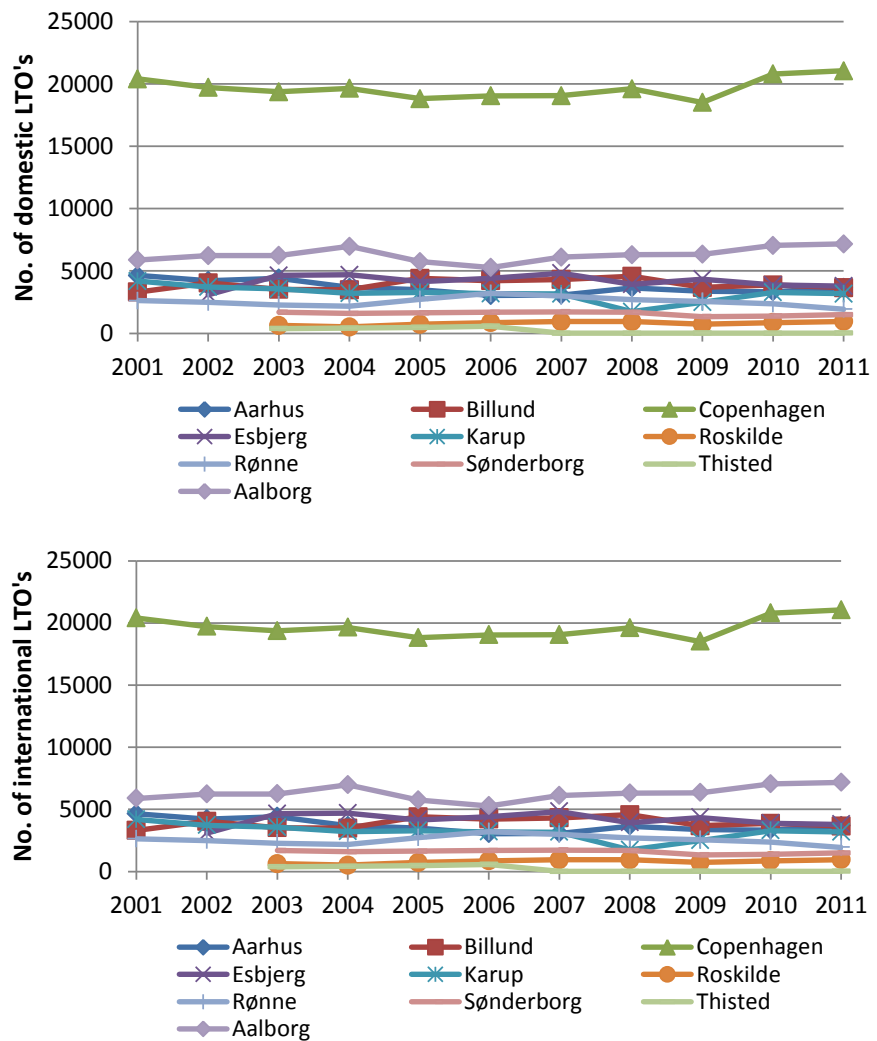 No. of domestic LTO's
25000
20000
15000
10000
5000
0
2001 2002 2003 2004 2005 2006 2007 2008 2009 2010 2011
Aarhus Billund Copenhagen
Esbjerg Karup Roskilde
Rønne Sønderborg Thisted
Aalborg
No. of international LTO's
25000
20000
15000
10000
5000
0
2001 2002 2003 2004 2005 2006 2007 2008 2009 2010 2011
Aarhus Billund Copenhagen
Esbjerg Karup Roskilde
Rønne Sønderborg Thisted
Aalborg